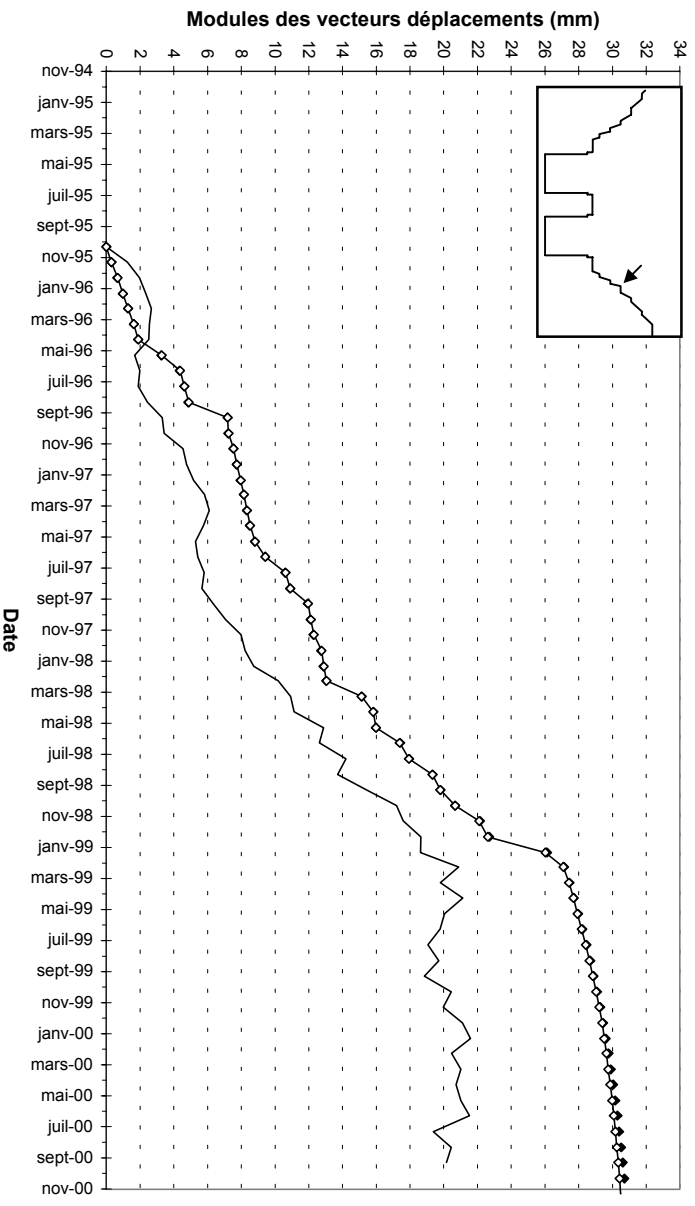 Modules des vecteurs déplacements (mm)
0 2 4 6 8 10 12 14 16 18 20 22 24 26 28 30 32 34
nov-94
janv-95
mars-95
mai-95
juil-95
sept-95
nov-95
janv-96
mars-96
mai-96
juil-96
sept-96
nov-96
janv-97
mars-97
mai-97
juil-97
sept-97
nov-97
janv-98
mars-98
mai-98
juil-98
sept-98
nov-98
janv-99
mars-99
mai-99
juil-99
sept-99
nov-99
janv-00
mars-00
mai-00
juil-00
sept-00
nov-00
Date